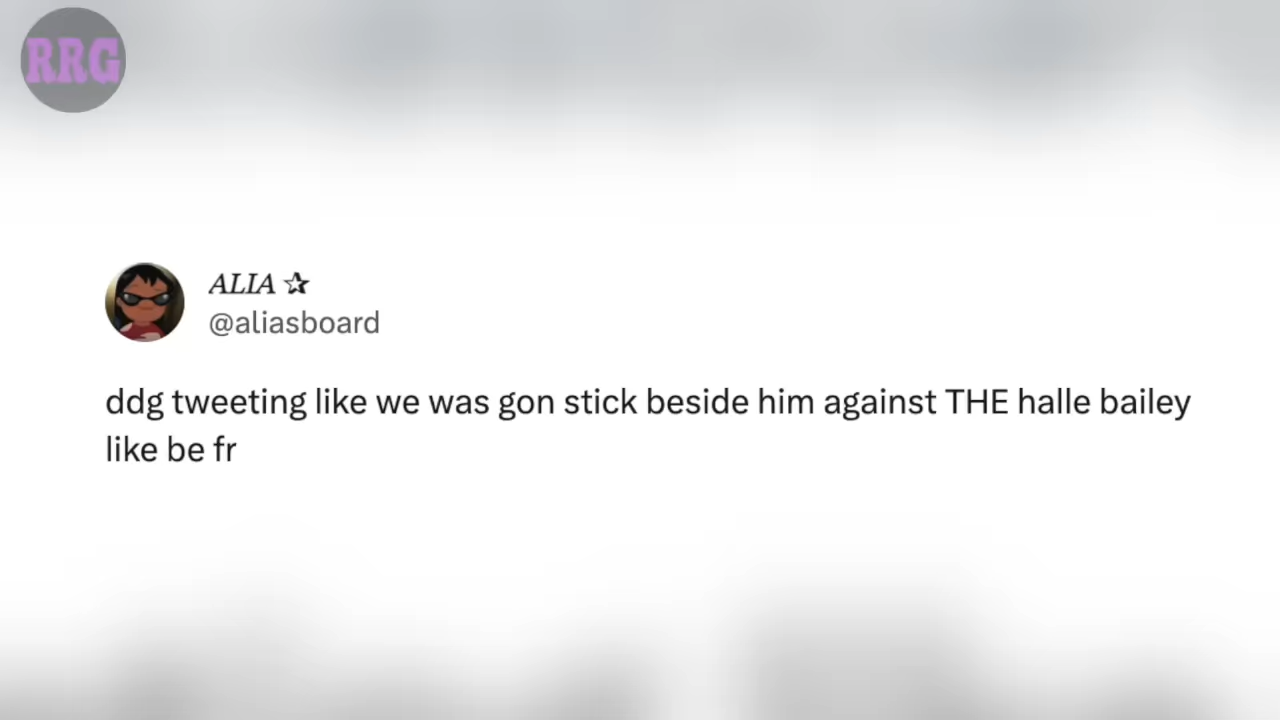 RRG
ALIA ☆
@aliasboard
ddg tweeting like we was gon stick beside him against THE halle bailey
like be fr